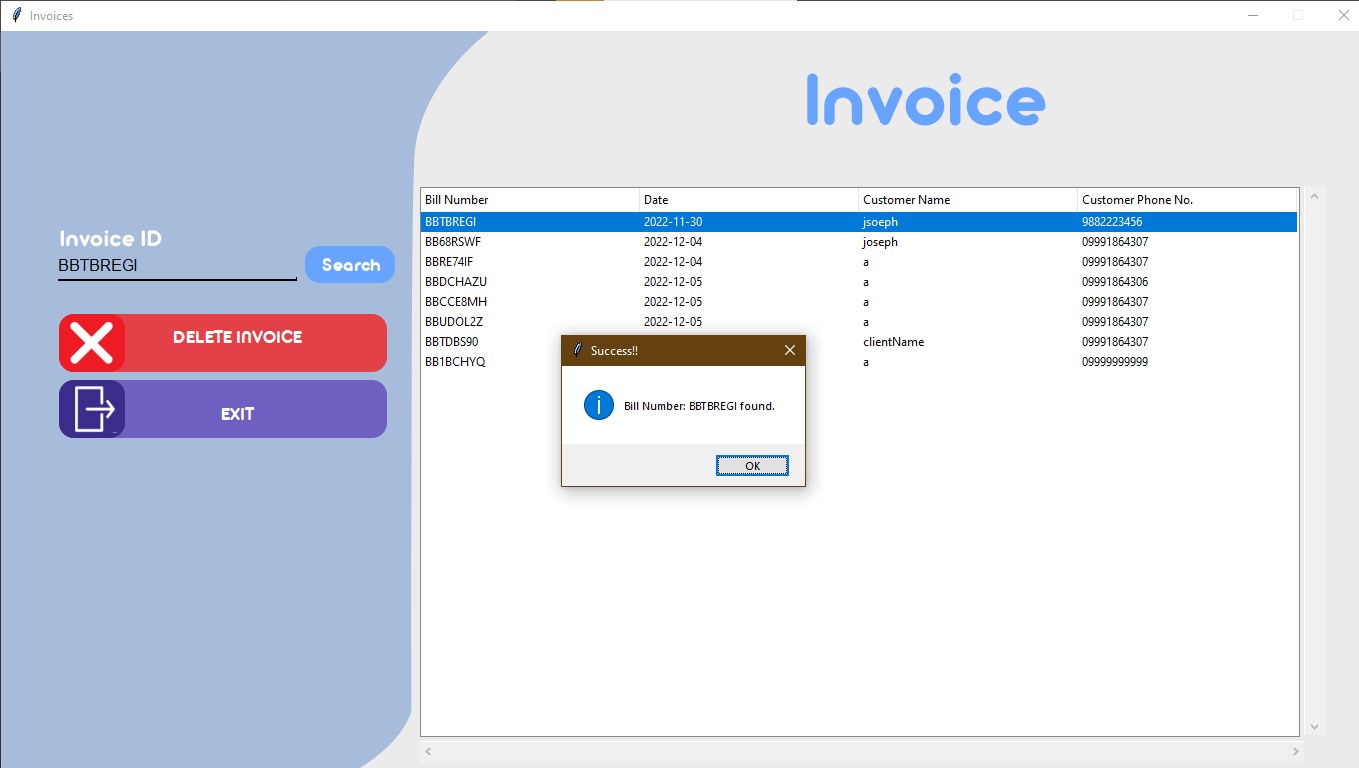 Invoices
Invoice
Invoice ID
BBTBREGI
Search
DELETE INVOICE
EXIT
Bill Number Date Customer Name Customer Phone No.
BBTBREGI 2022-11-30 jsoeph 9882223456
BB68RSWF 2022-12-04 joseph 09991864307
BBRE74IF 2022-12-04 a 09991864307
BBDCHAZU 2022-12-05 a 09991864306
BBCCE8MH 2022-12-05 a 09991864307
BBUDOL2Z 2022-12-05 a 09991864307
BBTDBS90 clientName 09991864307
BB1BCHYQ a 09999999999
Success!!
Bill Number: BBTBREGI found.
OK